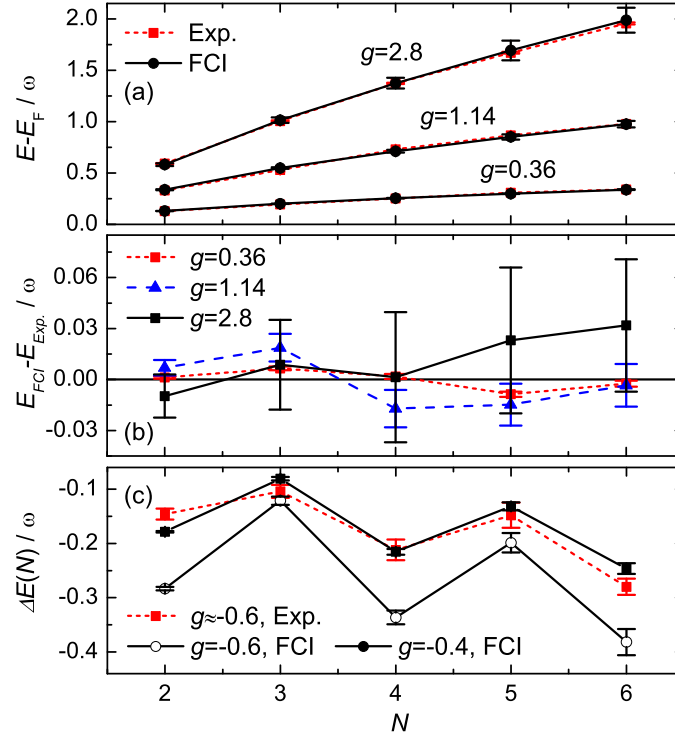 2.0
1.5
1.0
0.5
0.0
E-E_F / ω
Exp.
FCI
(a)
g=2.8
g=1.14
g=0.36
0.06
0.03
0.00
-0.03
E_FCI-E_Exp. / ω
g=0.36
g=1.14
g=2.8
(b)
-0.1
-0.2
-0.3
-0.4
ΔE(N) / ω
(c)
g≈-0.6, Exp.
g=-0.6, FCI g=-0.4, FCI
2 3 4 5 6
N